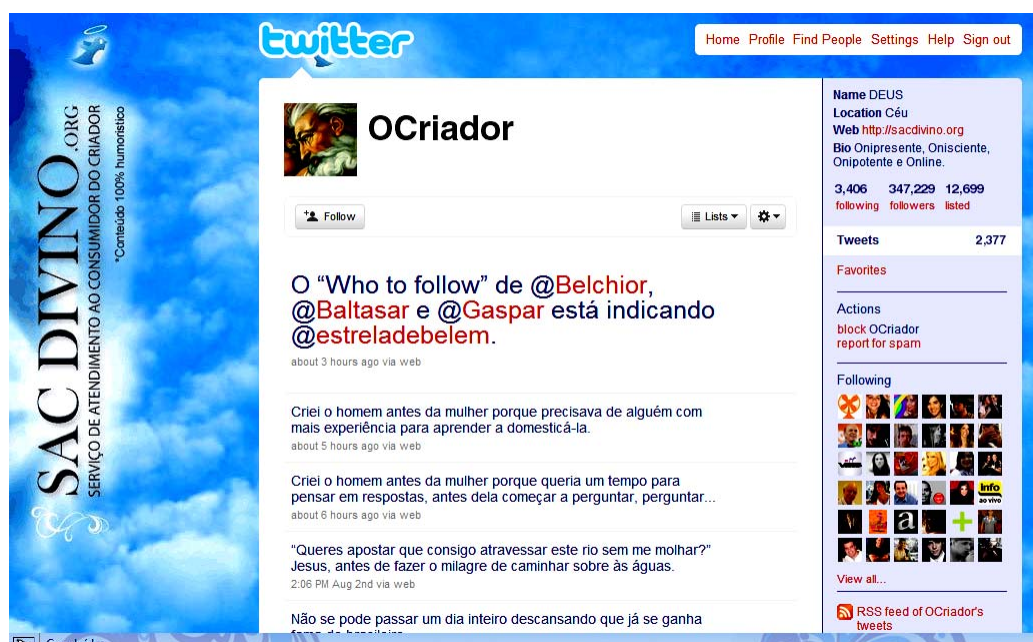 twitter
Home Profile Find People Settings Help Sign out
SAC DIVINO.ORG
SERVIÇO DE ATENDIMENTO AO CONSUMIDOR DO CRIADOR
*Conteúdo 100% humorístico
OCriador
Follow
Lists
O “Who to follow” de @Belchior,
@Baltasar e @Gaspar está indicando
@estreladebelem.
about 3 hours ago via web
Criei o homem antes da mulher porque precisava de alguém com
mais experiência para aprender a domesticá-la.
about 5 hours ago via web
Criei o homem antes da mulher porque queria um tempo para
pensar em respostas, antes dela começar a perguntar, perguntar...
about 6 hours ago via web
“Queres apostar que consigo atravessar este rio sem me molhar?”
Jesus, antes de fazer o milagre de caminhar sobre às águas.
2:06 PM Aug 2nd via web
Não se pode passar um dia inteiro descansando que já se ganha
Name DEUS
Location Céu
Web http://sacdivino.org
Bio Onipresente, Onisciente,
Onipotente e Online.
3,406 347,229 12,699
following followers listed
Tweets 2,377
Favorites
Actions
block OCriador
report for spam
Following
info
ao vivo
a
View all...
RSS feed of OCriador's
tweets